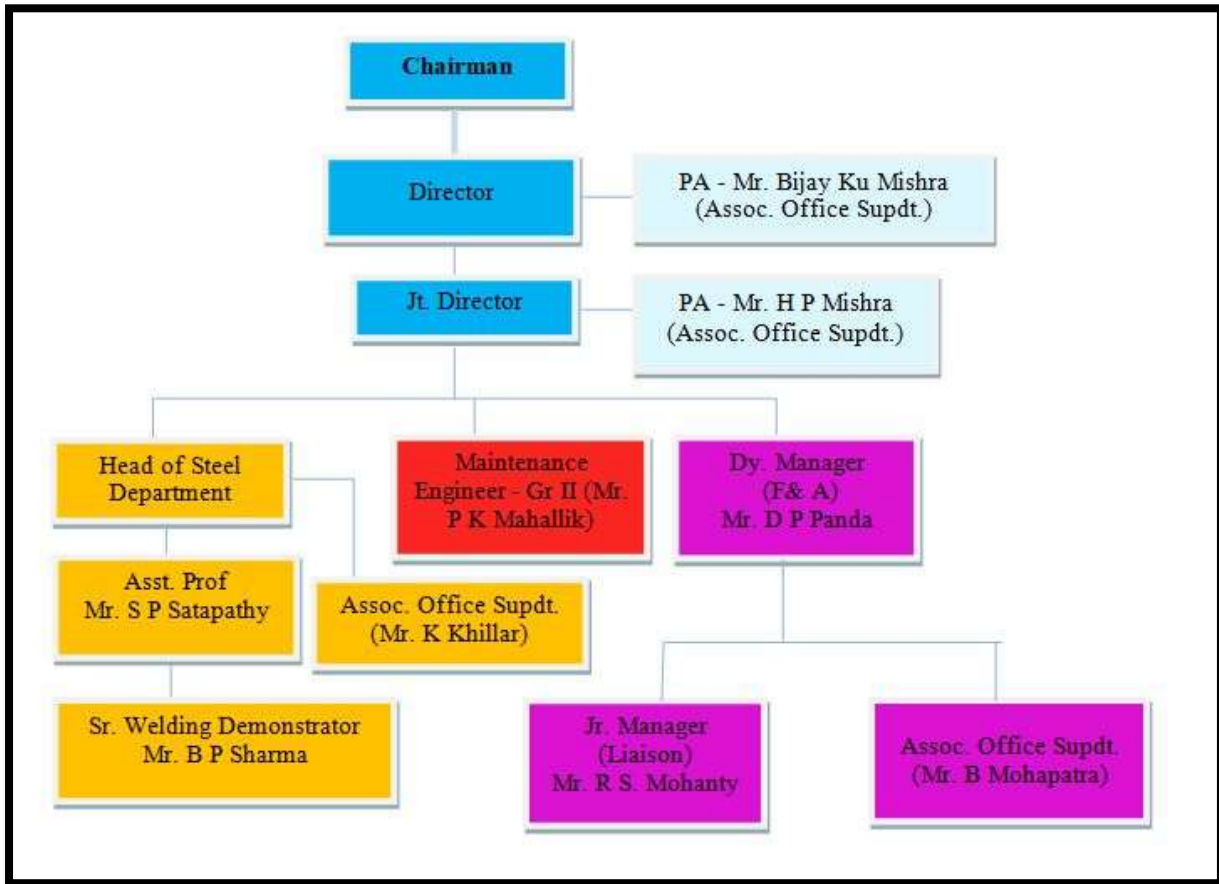 Chairman
Director
PA - Mr. Bijay Ku Mishra
(Assoc. Office Supdt.)
Jt. Director
PA - Mr. H P Mishra
(Assoc. Office Supdt.)
Head of Steel
Department
Maintenance
Engineer - Gr II (Mr.
P K Mahallik)
Dy. Manager
(F& A)
Mr. D P Panda
Asst. Prof
Mr. S P Satapathy
Assoc. Office Supdt.
(Mr. K Khillar)
Sr. Welding Demonstrator
Mr. B P Sharma
Jr. Manager
(Liaison)
Mr. R S. Mohanty
Assoc. Office Supdt.
(Mr. B Mohapatra)